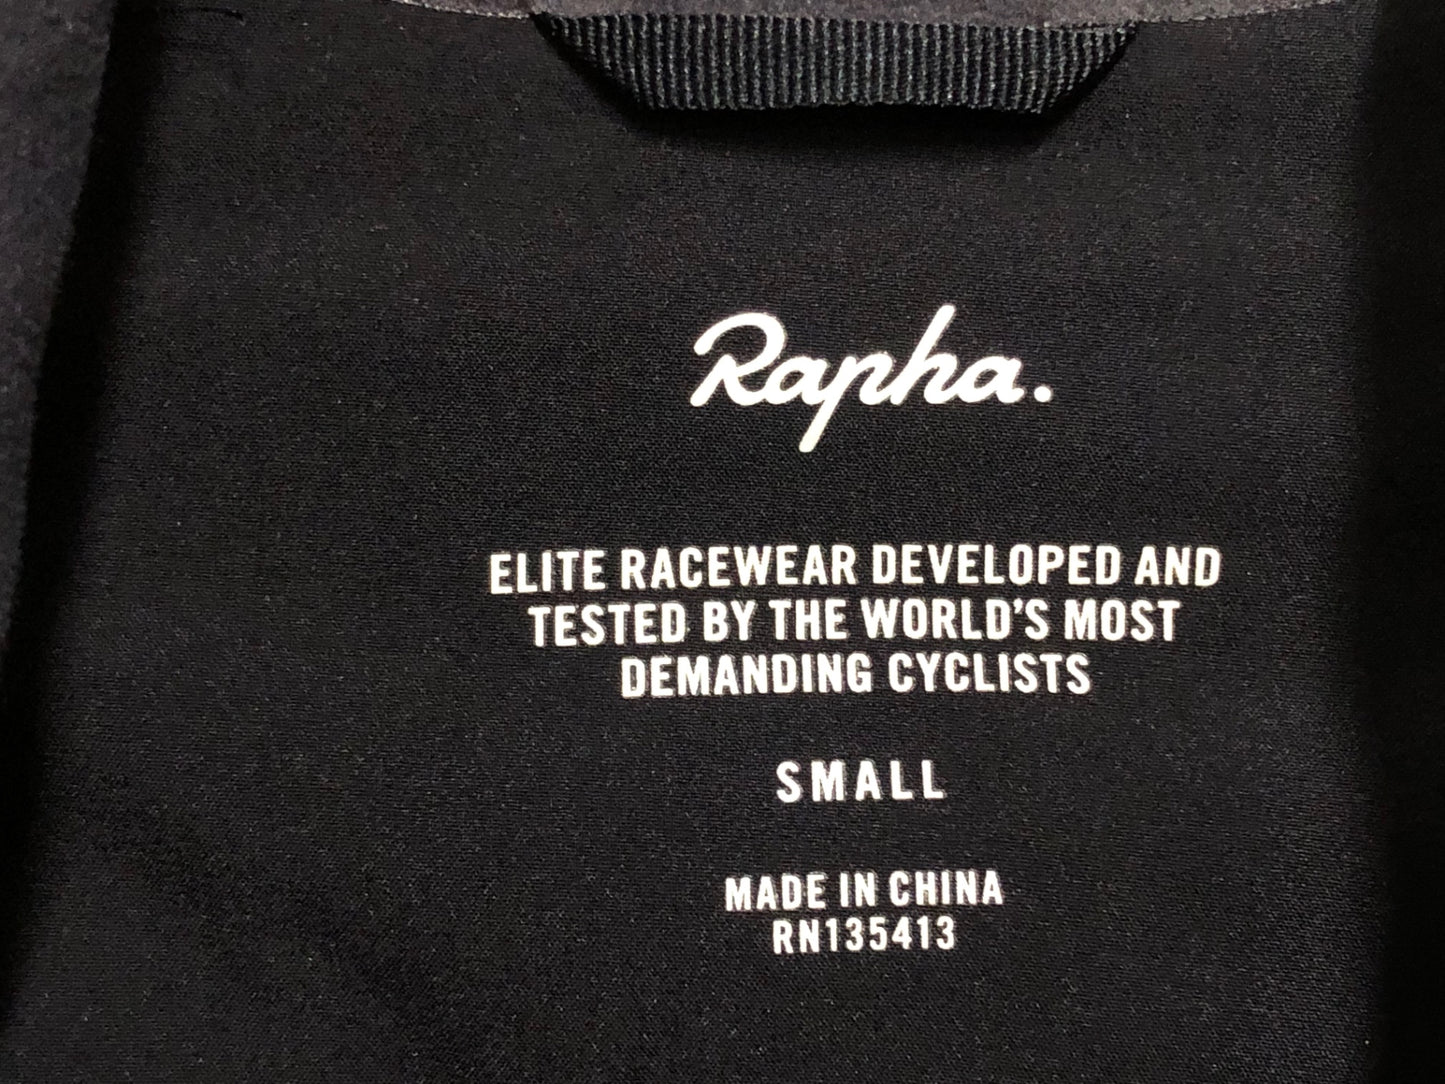 Rapha.
ELITE RACEWEAR DEVELOPED AND
TESTED BY THE WORLD'S MOST
DEMANDING CYCLISTS
SMALL
MADE IN CHINA
RN135413